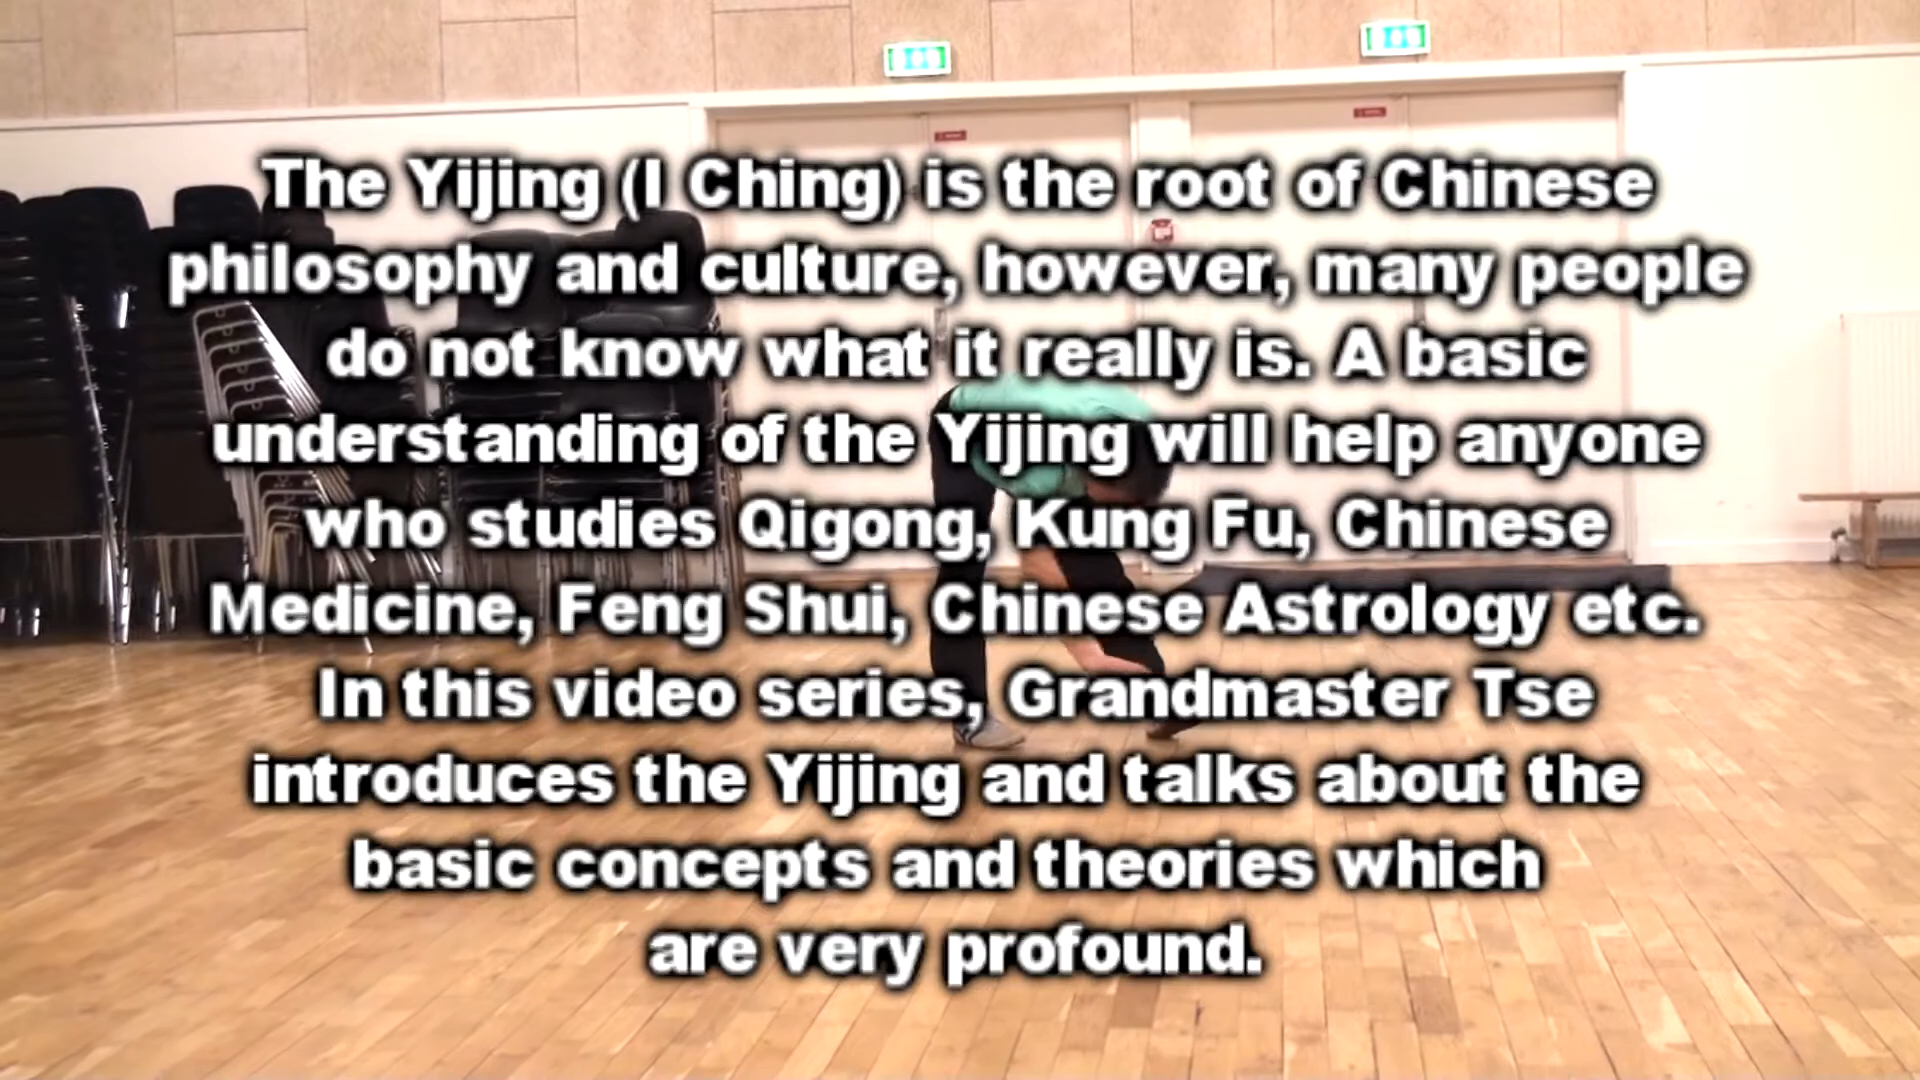 The Yijing (I Ching) is the root of Chinese
philosophy and culture, however, many people
do not know what it really is. A basic
understanding of the Yijing will help anyone
who studies Qigong, Kung Fu, Chinese
Medicine, Feng Shui, Chinese Astrology etc.
In this video series, Grandmaster Tse
introduces the Yijing and talks about the
basic concepts and theories which
are very profound.